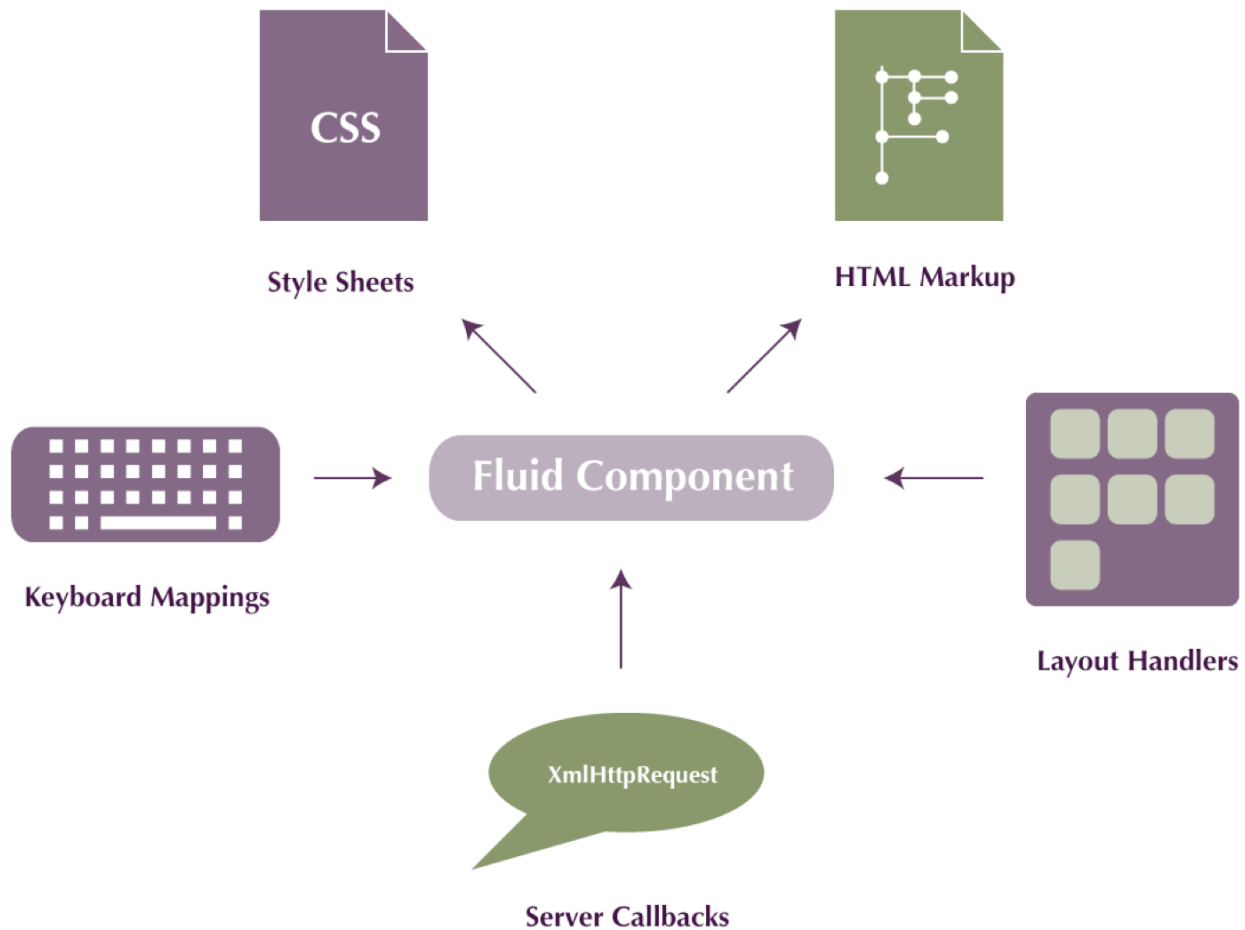 CSS
Style Sheets
HTML Markup
Fluid Component
Keyboard Mappings
Layout Handlers
XmlHttpRequest
Server Callbacks